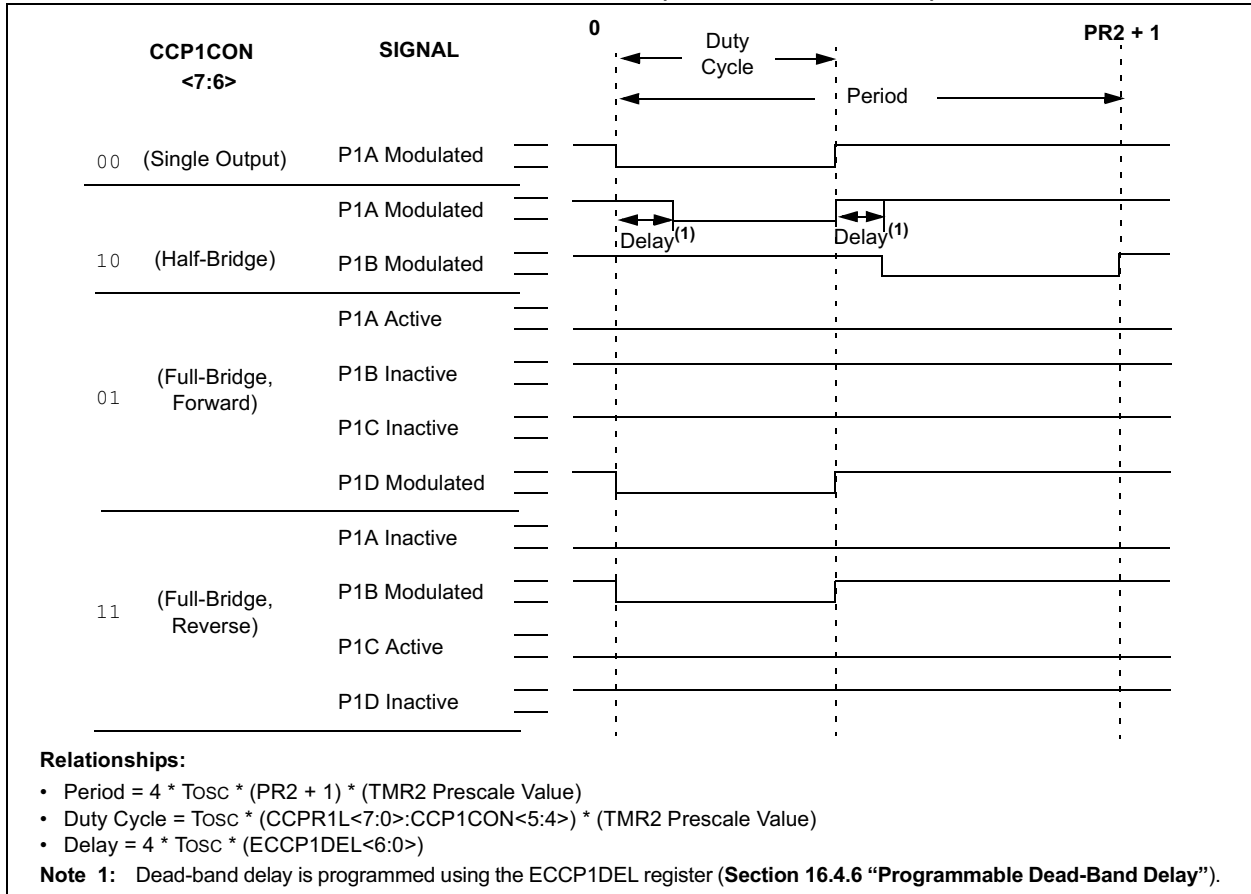 0
PR2 + 1
CCP1CON
<7:6>
SIGNAL
Duty
Cycle
Period
00 (Single Output) P1A Modulated
P1A Modulated
Delay(1) Delay(1)
10 (Half-Bridge) P1B Modulated
P1A Active
01 (Full-Bridge,
Forward)
P1B Inactive
P1C Inactive
P1D Modulated
P1A Inactive
11 (Full-Bridge,
Reverse)
P1B Modulated
P1C Active
P1D Inactive
Relationships:
• Period = 4 * TOSC * (PR2 + 1) * (TMR2 Prescale Value)
• Duty Cycle = TOSC * (CCPR1L<7:0>:CCP1CON<5:4>) * (TMR2 Prescale Value)
• Delay = 4 * TOSC * (ECCP1DEL<6:0>)
Note 1: Dead-band delay is programmed using the ECCP1DEL register (Section 16.4.6 “Programmable Dead-Band Delay”).